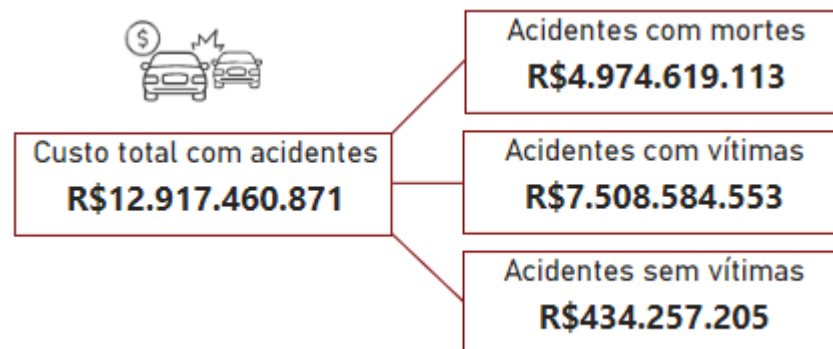 $
Custo total com acidentes
R$12.917.460.871
Acidentes com mortes
R$4.974.619.113
Acidentes com vítimas
R$7.508.584.553
Acidentes sem vítimas
R$434.257.205